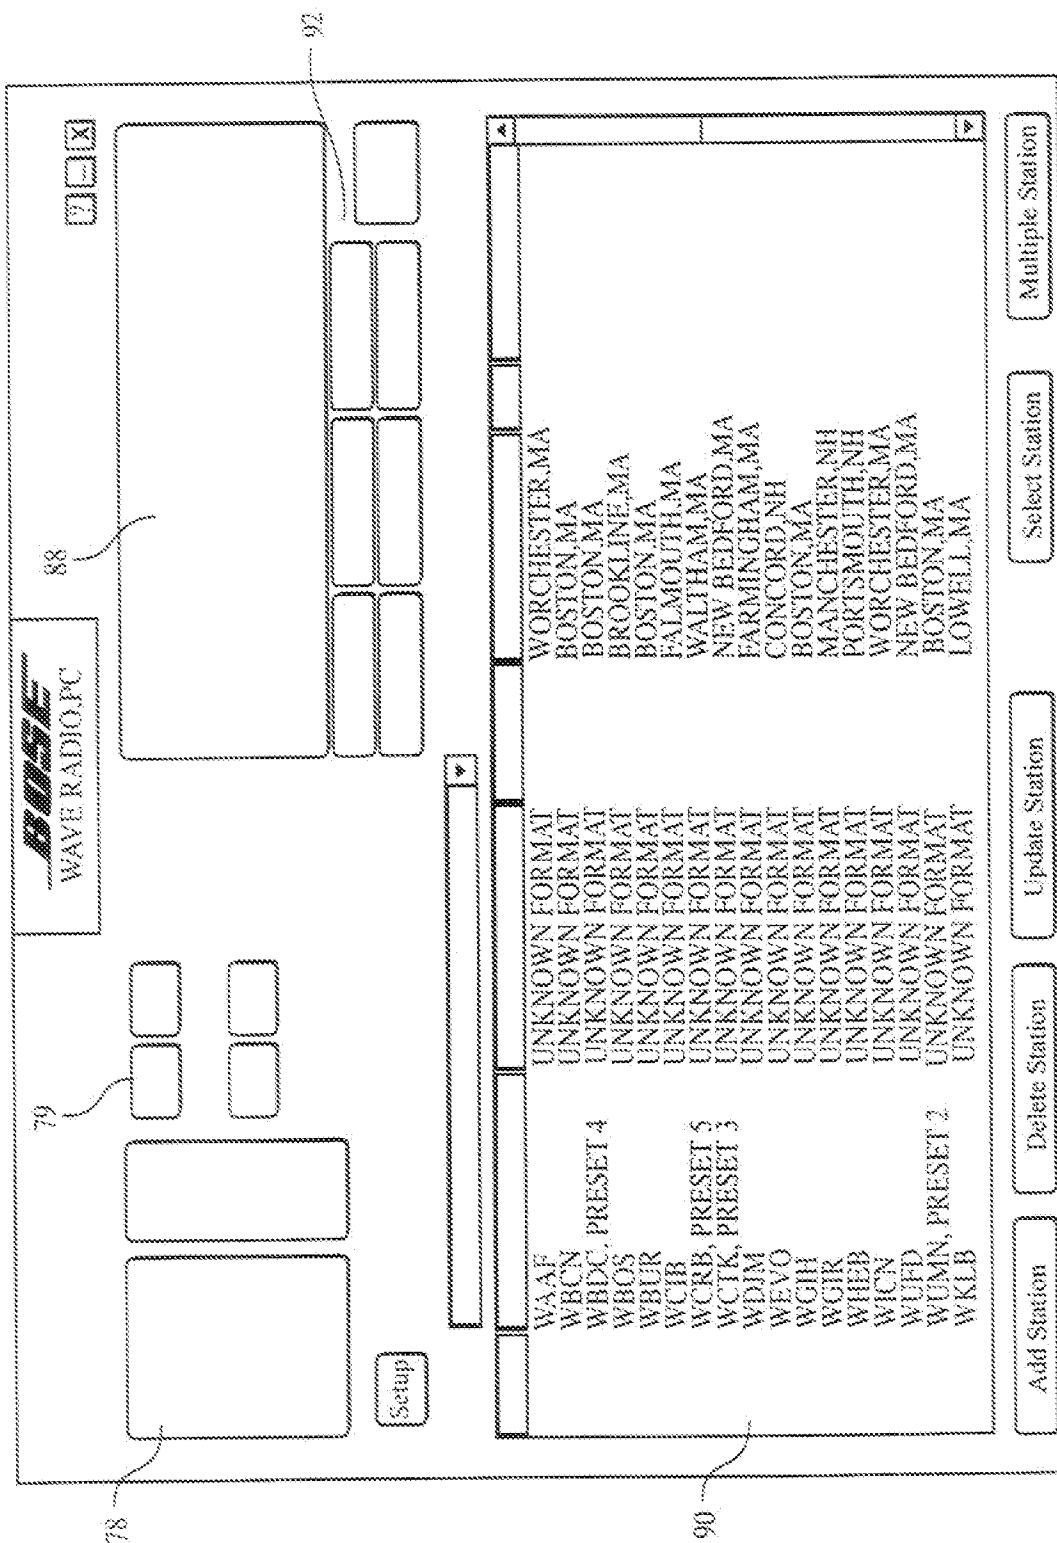 92
? _ X
88
BOSE
WAVE RADIO.PC
79
78
Setup
WAAF UNKNOWN FORMAT WORCHESTER,MA
WBCN UNKNOWN FORMAT BOSTON,MA
WBDC, PRESET 4 UNKNOWN FORMAT BOSTON,MA
WBOS UNKNOWN FORMAT BROOKLINE,MA
WBUR UNKNOWN FORMAT BOSTON,MA
WCIB UNKNOWN FORMAT FALMOUTH,MA
WCRB, PRESET 5 UNKNOWN FORMAT WALTHAM,MA
WCTK, PRESET 3 UNKNOWN FORMAT NEW BEDFORD,MA
WDJM UNKNOWN FORMAT FARMINGHAM,MA
WEVO UNKNOWN FORMAT CONCORD,NH
WGIH UNKNOWN FORMAT BOSTON,MA
WGIR UNKNOWN FORMAT MANCHESTER,NH
WHEB UNKNOWN FORMAT PORTSMOUTH,NH
WICN UNKNOWN FORMAT WORCHESTER,MA
WUFD UNKNOWN FORMAT NEW BEDFORD,MA
WUMN, PRESET 2 UNKNOWN FORMAT BOSTON,MA
WKLB UNKNOWN FORMAT LOWELL,MA
90
Add Station Delete Station Update Station Select Station Multiple Station